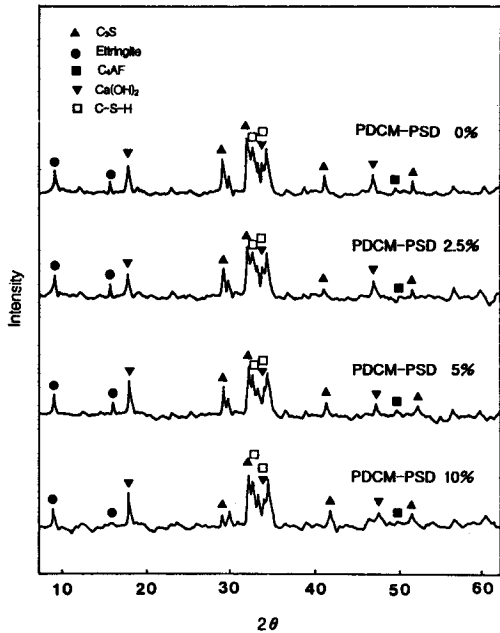 ▲ C₃S
● Ettringite
■ C₄AF
▼ Ca(OH)₂
□ C-S-H
PDCM-PSD 0%
PDCM-PSD 2.5%
PDCM-PSD 5%
PDCM-PSD 10%
Intensity
10 20 30 40 50 60
2θ